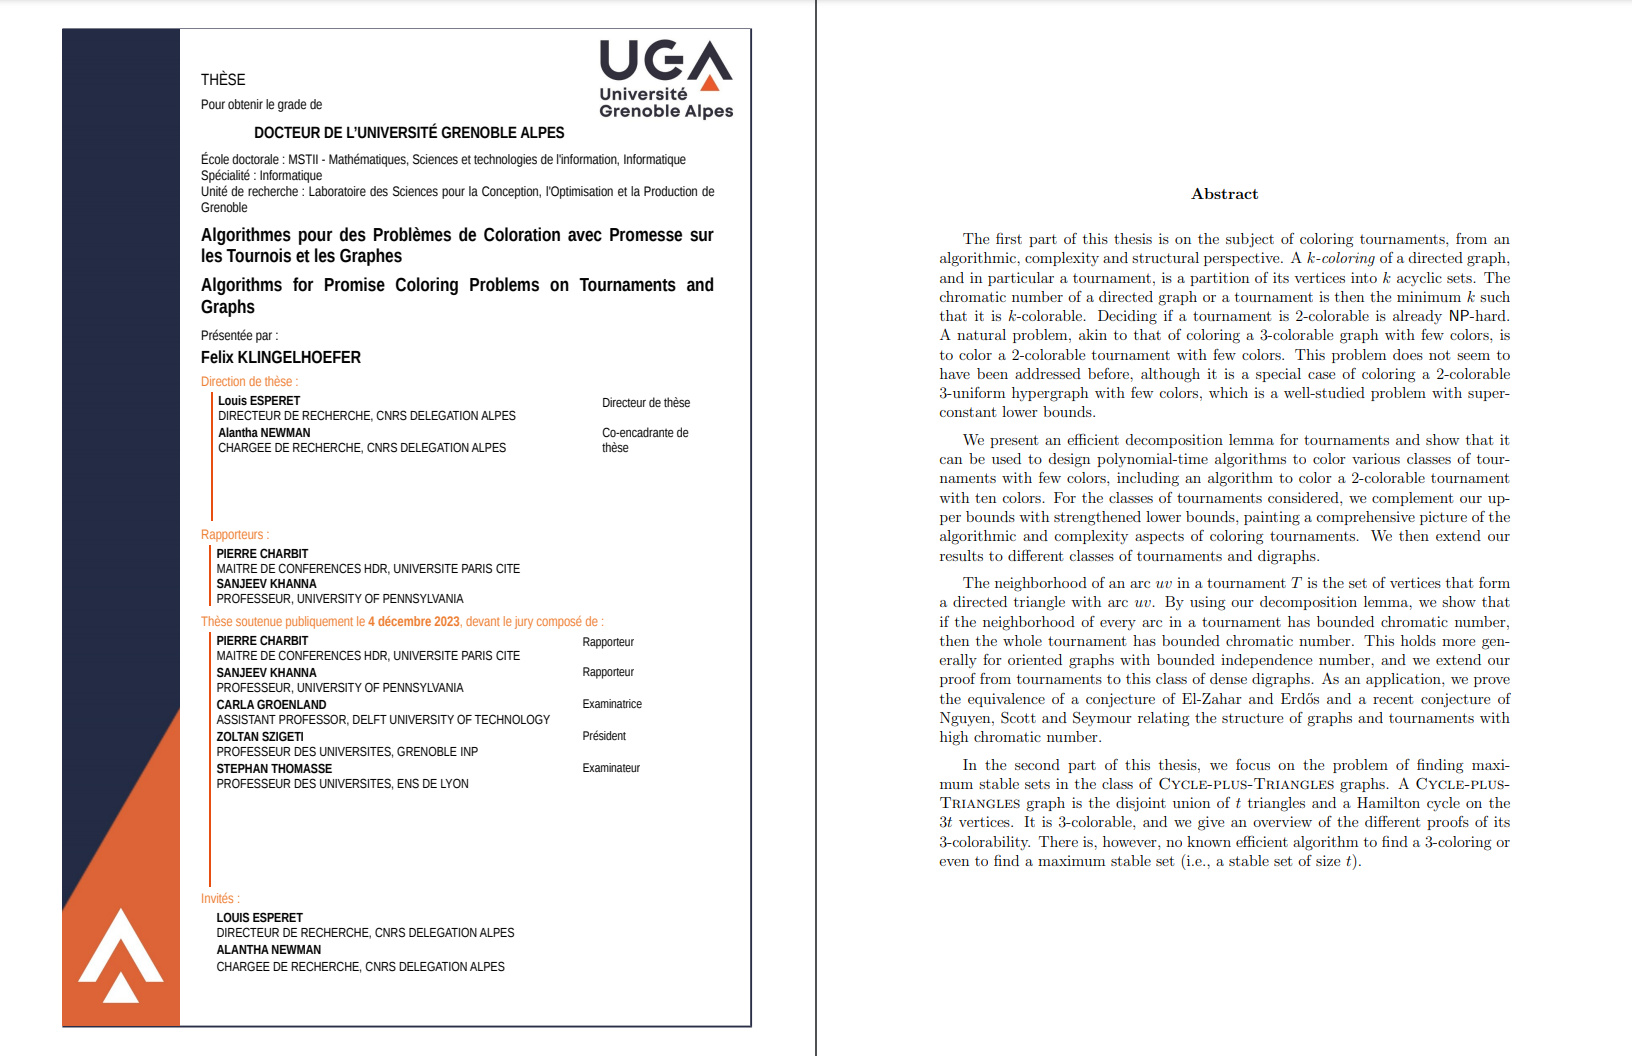 UGA
Université
Grenoble Alpes
THÈSE
Pour obtenir le grade de
DOCTEUR DE L'UNIVERSITÉ GRENOBLE ALPES
École doctorale : MSTII - Mathématiques, Sciences et technologies de l'information, Informatique
Spécialité : Informatique
Unité de recherche : Laboratoire des Sciences pour la Conception, l'Optimisation et la Production de
Grenoble
Algorithmes pour des Problèmes de Coloration avec Promesse sur
les Tournois et les Graphes
Algorithms for Promise Coloring Problems on Tournaments and
Graphs
Présentée par :
Felix KLINGELHOEFER
Direction de thèse :
Louis ESPERET
DIRECTEUR DE RECHERCHE, CNRS DELEGATION ALPES
Directeur de thèse
Alantha NEWMAN
CHARGEE DE RECHERCHE, CNRS DELEGATION ALPES
Co-encadrante de
thèse
Rapporteurs :
PIERRE CHARBIT
MAITRE DE CONFERENCES HDR, UNIVERSITE PARIS CITE
SANJEEV KHANNA
PROFESSEUR, UNIVERSITY OF PENNSYLVANIA
Thèse soutenue publiquement le 4 décembre 2023, devant le jury composé de :
PIERRE CHARBIT
MAITRE DE CONFERENCES HDR, UNIVERSITE PARIS CITE
Rapporteur
SANJEEV KHANNA
PROFESSEUR, UNIVERSITY OF PENNSYLVANIA
Rapporteur
CARLA GROENLAND
ASSISTANT PROFESSOR, DELFT UNIVERSITY OF TECHNOLOGY
Examinatrice
ZOLTAN SZIGETI
PROFESSEUR DES UNIVERSITES, GRENOBLE INP
Président
STEPHAN THOMASSE
PROFESSEUR DES UNIVERSITES, ENS DE LYON
Examinateur
Invités :
LOUIS ESPERET
DIRECTEUR DE RECHERCHE, CNRS DELEGATION ALPES
ALANTHA NEWMAN
CHARGEE DE RECHERCHE, CNRS DELEGATION ALPES
Abstract
The first part of this thesis is on the subject of coloring tournaments, from an
algorithmic, complexity and structural perspective. A k-coloring of a directed graph,
and in particular a tournament, is a partition of its vertices into k acyclic sets. The
chromatic number of a directed graph or a tournament is then the minimum k such
that it is k-colorable. Deciding if a tournament is 2-colorable is already NP-hard.
A natural problem, akin to that of coloring a 3-colorable graph with few colors, is
to color a 2-colorable tournament with few colors. This problem does not seem to
have been addressed before, although it is a special case of coloring a 2-colorable
3-uniform hypergraph with few colors, which is a well-studied problem with super-
constant lower bounds.
We present an efficient decomposition lemma for tournaments and show that it
can be used to design polynomial-time algorithms to color various classes of tour-
naments with few colors, including an algorithm to color a 2-colorable tournament
with ten colors. For the classes of tournaments considered, we complement our up-
per bounds with strengthened lower bounds, painting a comprehensive picture of the
algorithmic and complexity aspects of coloring tournaments. We then extend our
results to different classes of tournaments and digraphs.
The neighborhood of an arc uv in a tournament T is the set of vertices that form
a directed triangle with arc uv. By using our decomposition lemma, we show that
if the neighborhood of every arc in a tournament has bounded chromatic number,
then the whole tournament has bounded chromatic number. This holds more gen-
erally for oriented graphs with bounded independence number, and we extend our
proof from tournaments to this class of dense digraphs. As an application, we prove
the equivalence of a conjecture of El-Zahar and Erdős and a recent conjecture of
Nguyen, Scott and Seymour relating the structure of graphs and tournaments with
high chromatic number.
In the second part of this thesis, we focus on the problem of finding maxi-
mum stable sets in the class of CYCLE-PLUS-TRIANGLES graphs. A CYCLE-PLUS-
TRIANGLES graph is the disjoint union of t triangles and a Hamilton cycle on the
3t vertices. It is 3-colorable, and we give an overview of the different proofs of its
3-colorability. There is, however, no known efficient algorithm to find a 3-coloring or
even to find a maximum stable set (i.e., a stable set of size t).